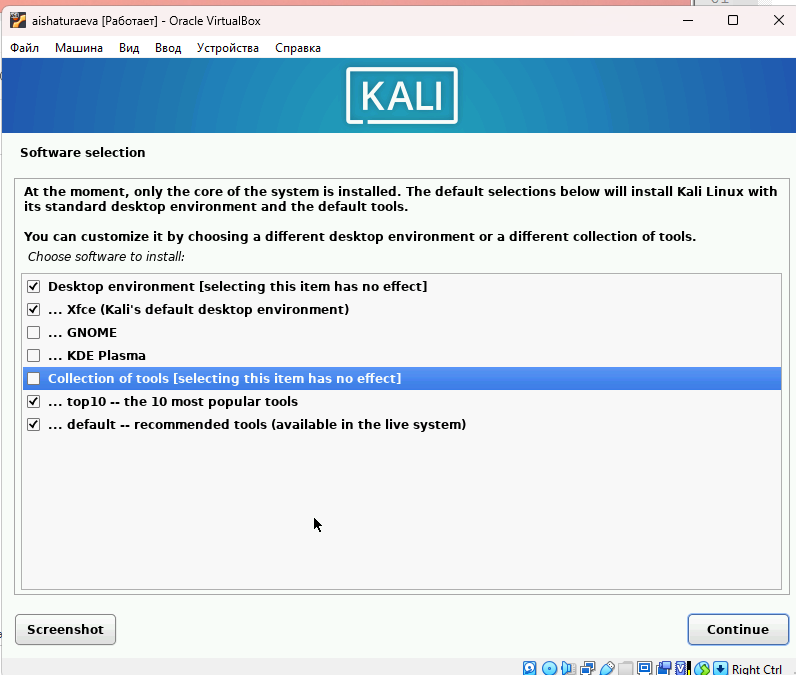 aishaturaeva [Работает] - Oracle VirtualBox
Файл Машина Вид Ввод Устройства Справка
KALI
Software selection
At the moment, only the core of the system is installed. The default selections below will install Kali Linux with
its standard desktop environment and the default tools.
You can customize it by choosing a different desktop environment or a different collection of tools.
Choose software to install:
Desktop environment [selecting this item has no effect]
... Xfce (Kali's default desktop environment)
... GNOME
... KDE Plasma
Collection of tools [selecting this item has no effect]
... top10 -- the 10 most popular tools
... default -- recommended tools (available in the live system)
Screenshot Continue
Right Ctrl